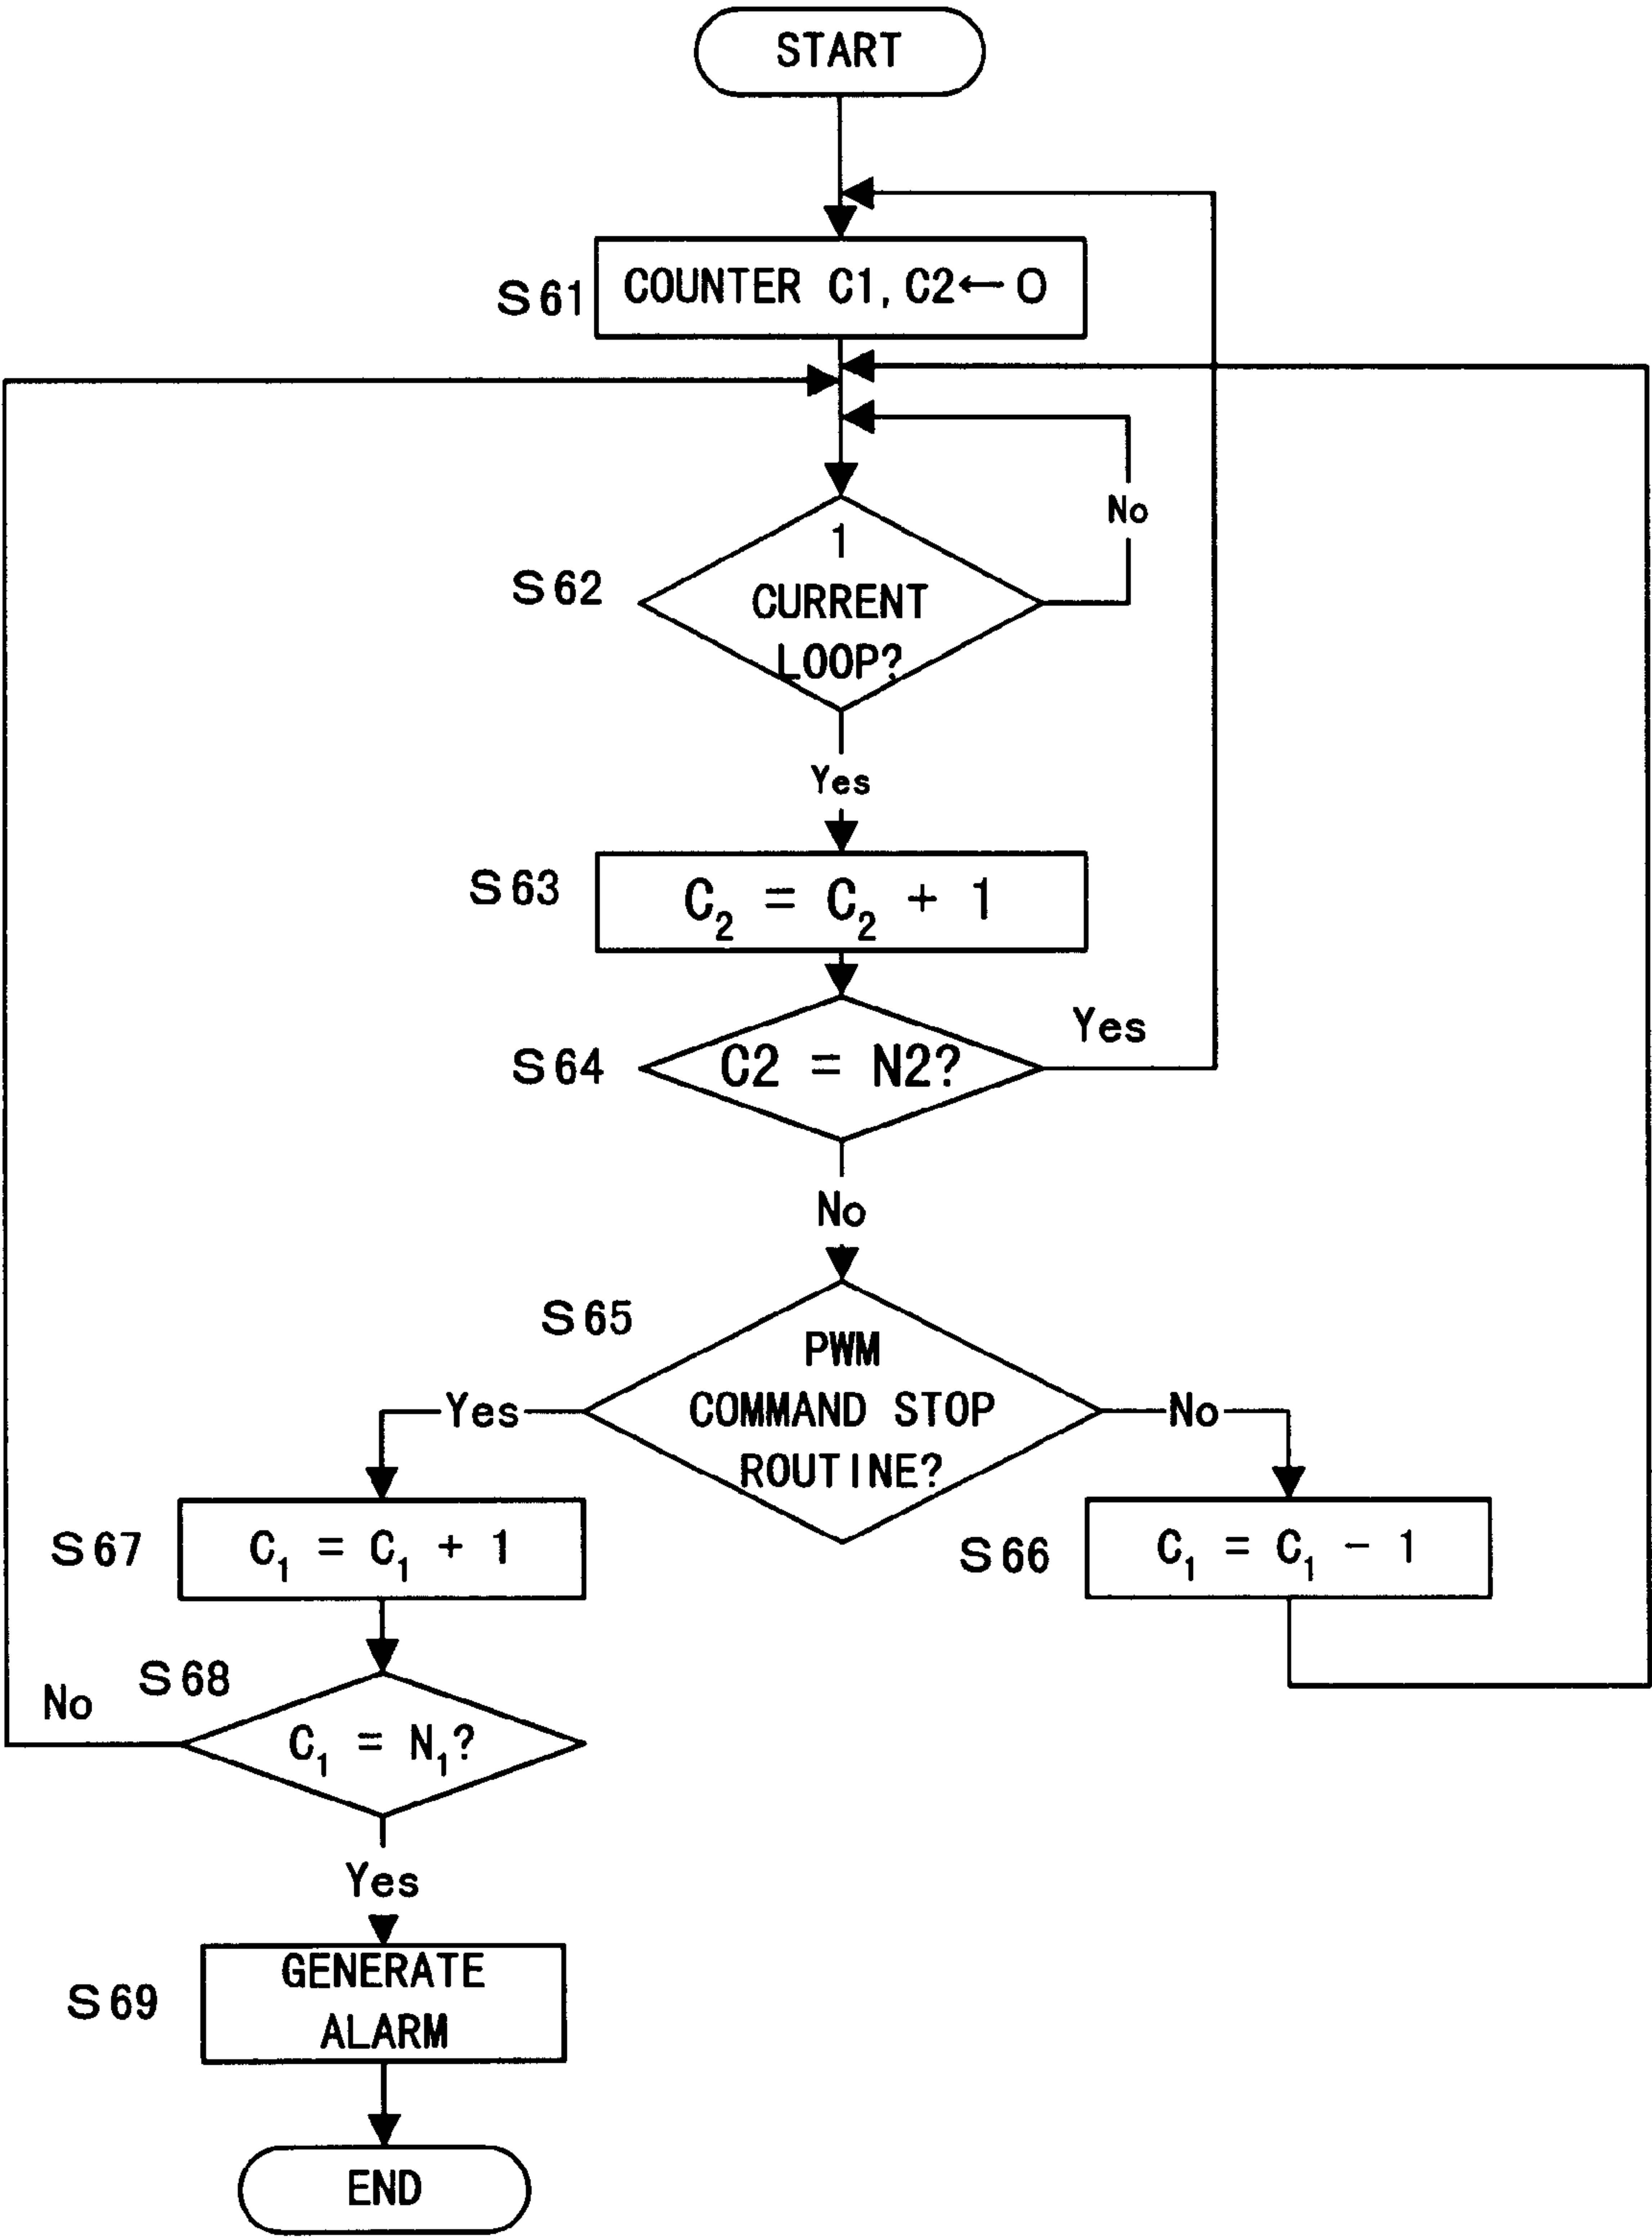 START
S61
COUNTER C1, C2←0
1
CURRENT
LOOP?
S62
No
Yes
S63
C₂ = C₂ + 1
S64
C2 = N2?
Yes
No
S65
PWM
COMMAND STOP
ROUTINE?
Yes
No
S67
C₁ = C₁ + 1
S66
C₁ = C₁ - 1
S68
No
C₁ = N₁?
Yes
S69
GENERATE
ALARM
END